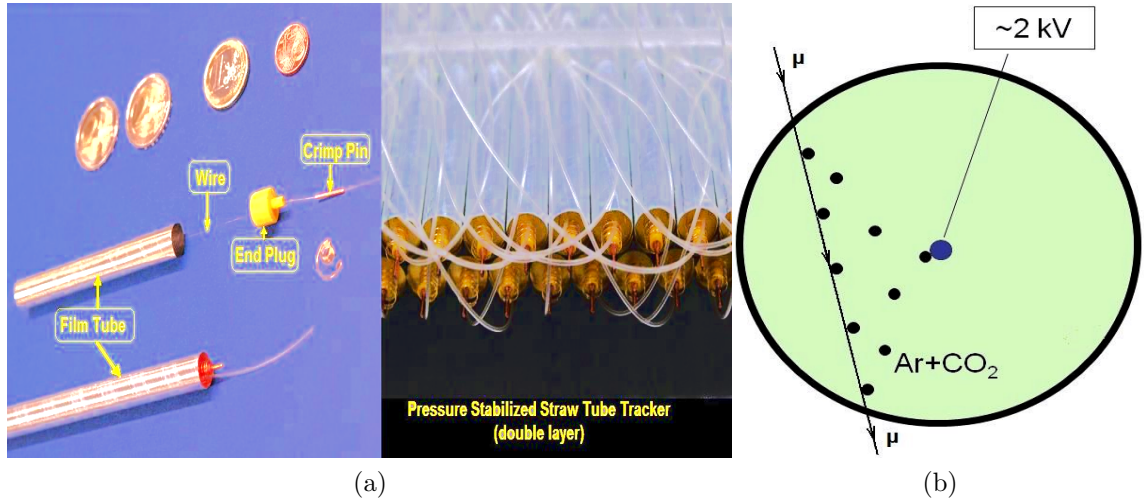 Crimp Pin
Wire
End Plug
Film Tube
Pressure Stabilized Straw Tube Tracker
(double layer)
(a)
~2 kV
μ
Ar+CO₂
μ
(b)